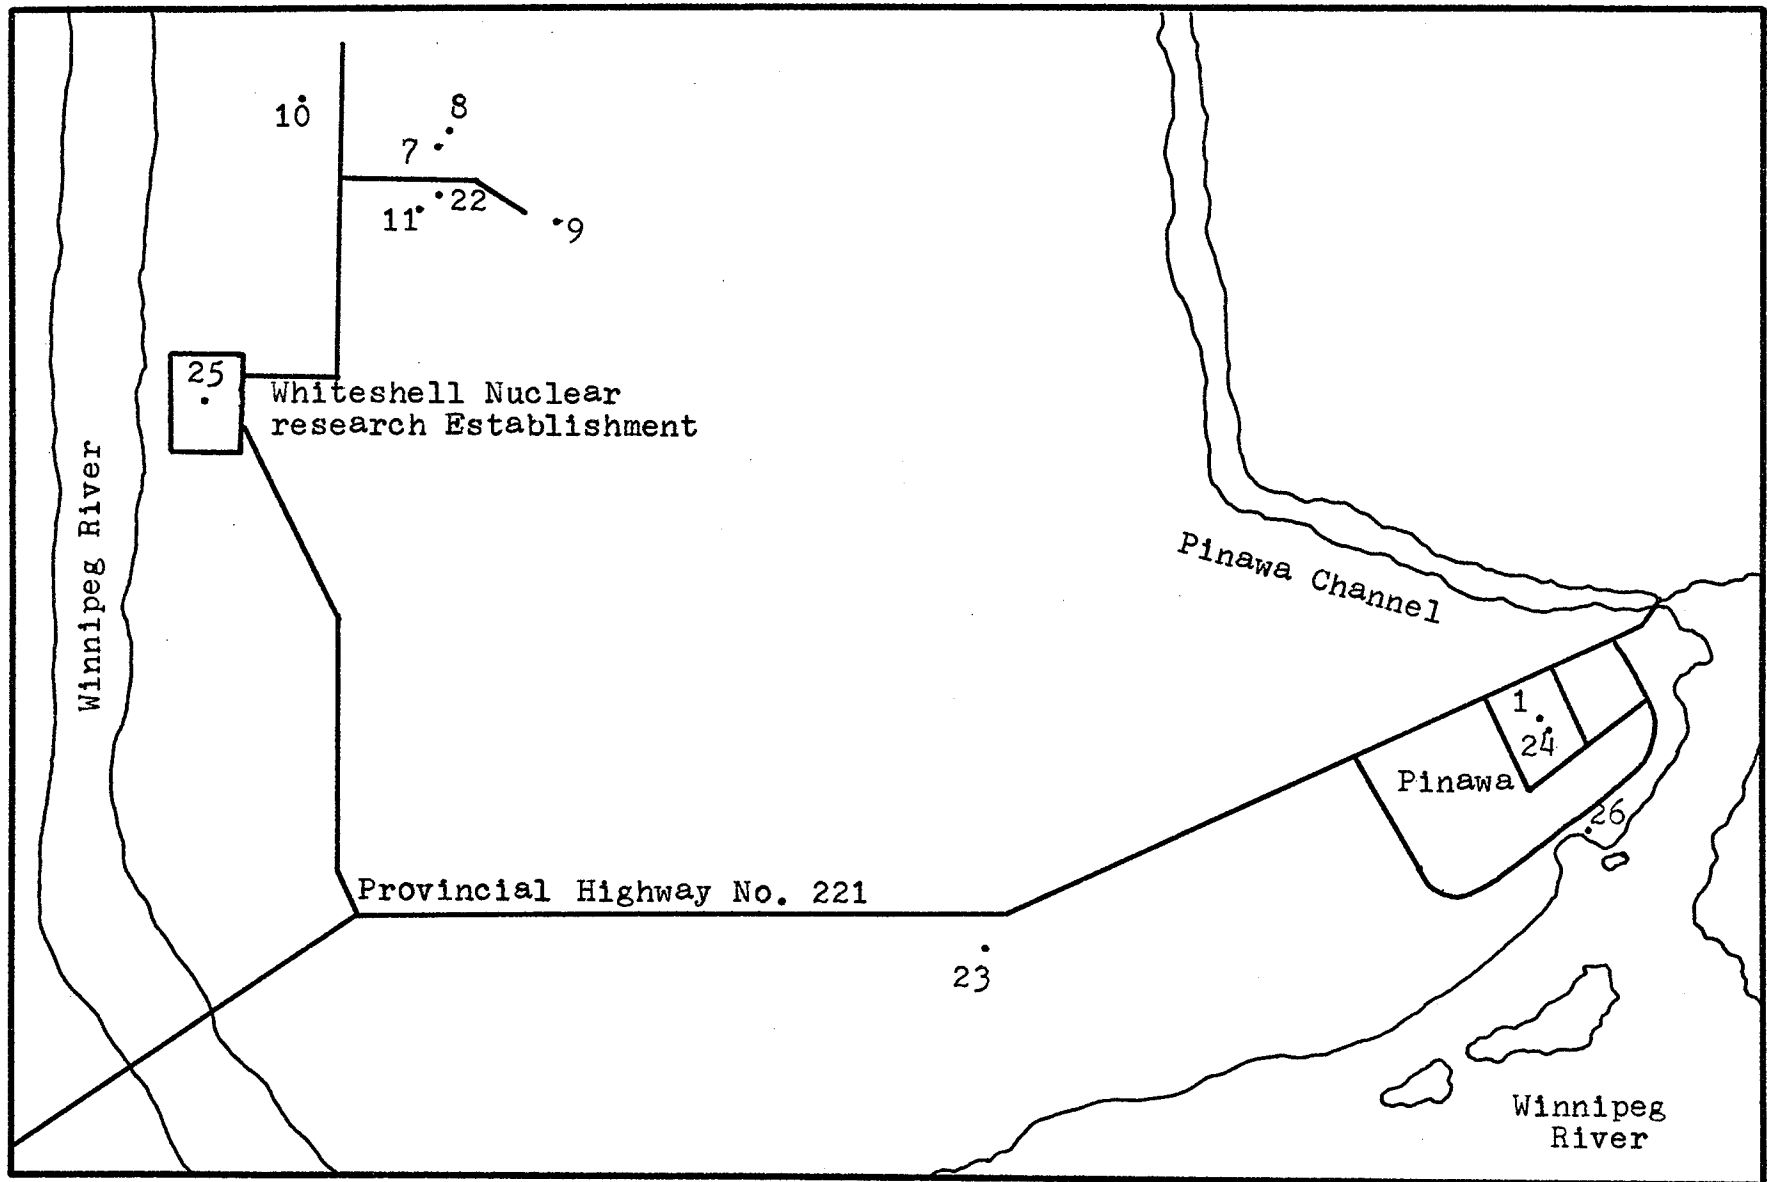 10
8
7
22
11
9
25
Whiteshell Nuclear
research Establishment
Winnipeg River
Pinawa Channel
1
24
Pinawa
26
Provincial Highway No. 221
23
Winnipeg
River